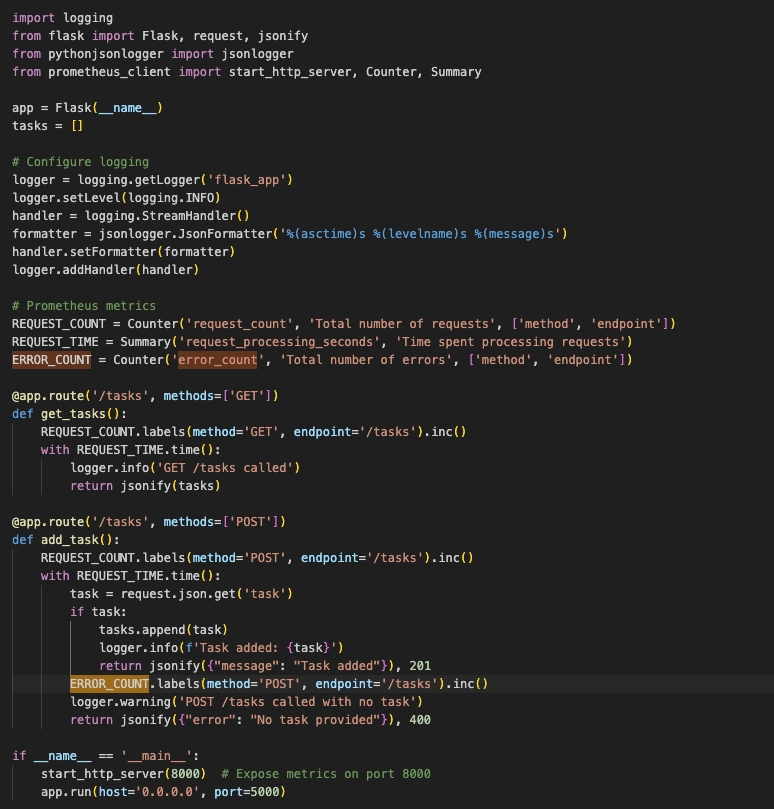 import logging
from flask import Flask, request, jsonify
from pythonjsonlogger import jsonlogger
from prometheus_client import start_http_server, Counter, Summary

app = Flask(__name__)
tasks = []

# Configure logging
logger = logging.getLogger('flask_app')
logger.setLevel(logging.INFO)
handler = logging.StreamHandler()
formatter = jsonlogger.JsonFormatter('%(asctime)s %(levelname)s %(message)s')
handler.setFormatter(formatter)
logger.addHandler(handler)

# Prometheus metrics
REQUEST_COUNT = Counter('request_count', 'Total number of requests', ['method', 'endpoint'])
REQUEST_TIME = Summary('request_processing_seconds', 'Time spent processing requests')
ERROR_COUNT = Counter('error_count', 'Total number of errors', ['method', 'endpoint'])

@app.route('/tasks', methods=['GET'])
def get_tasks():
    REQUEST_COUNT.labels(method='GET', endpoint='/tasks').inc()
    with REQUEST_TIME.time():
        logger.info('GET /tasks called')
        return jsonify(tasks)

@app.route('/tasks', methods=['POST'])
def add_task():
    REQUEST_COUNT.labels(method='POST', endpoint='/tasks').inc()
    with REQUEST_TIME.time():
        task = request.json.get('task')
        if task:
            tasks.append(task)
            logger.info(f'Task added: {task}')
            return jsonify({"message": "Task added"}), 201
        ERROR_COUNT.labels(method='POST', endpoint='/tasks').inc()
        logger.warning('POST /tasks called with no task')
        return jsonify({"error": "No task provided"}), 400

if __name__ == '__main__':
    start_http_server(8000)  # Expose metrics on port 8000
    app.run(host='0.0.0.0', port=5000)